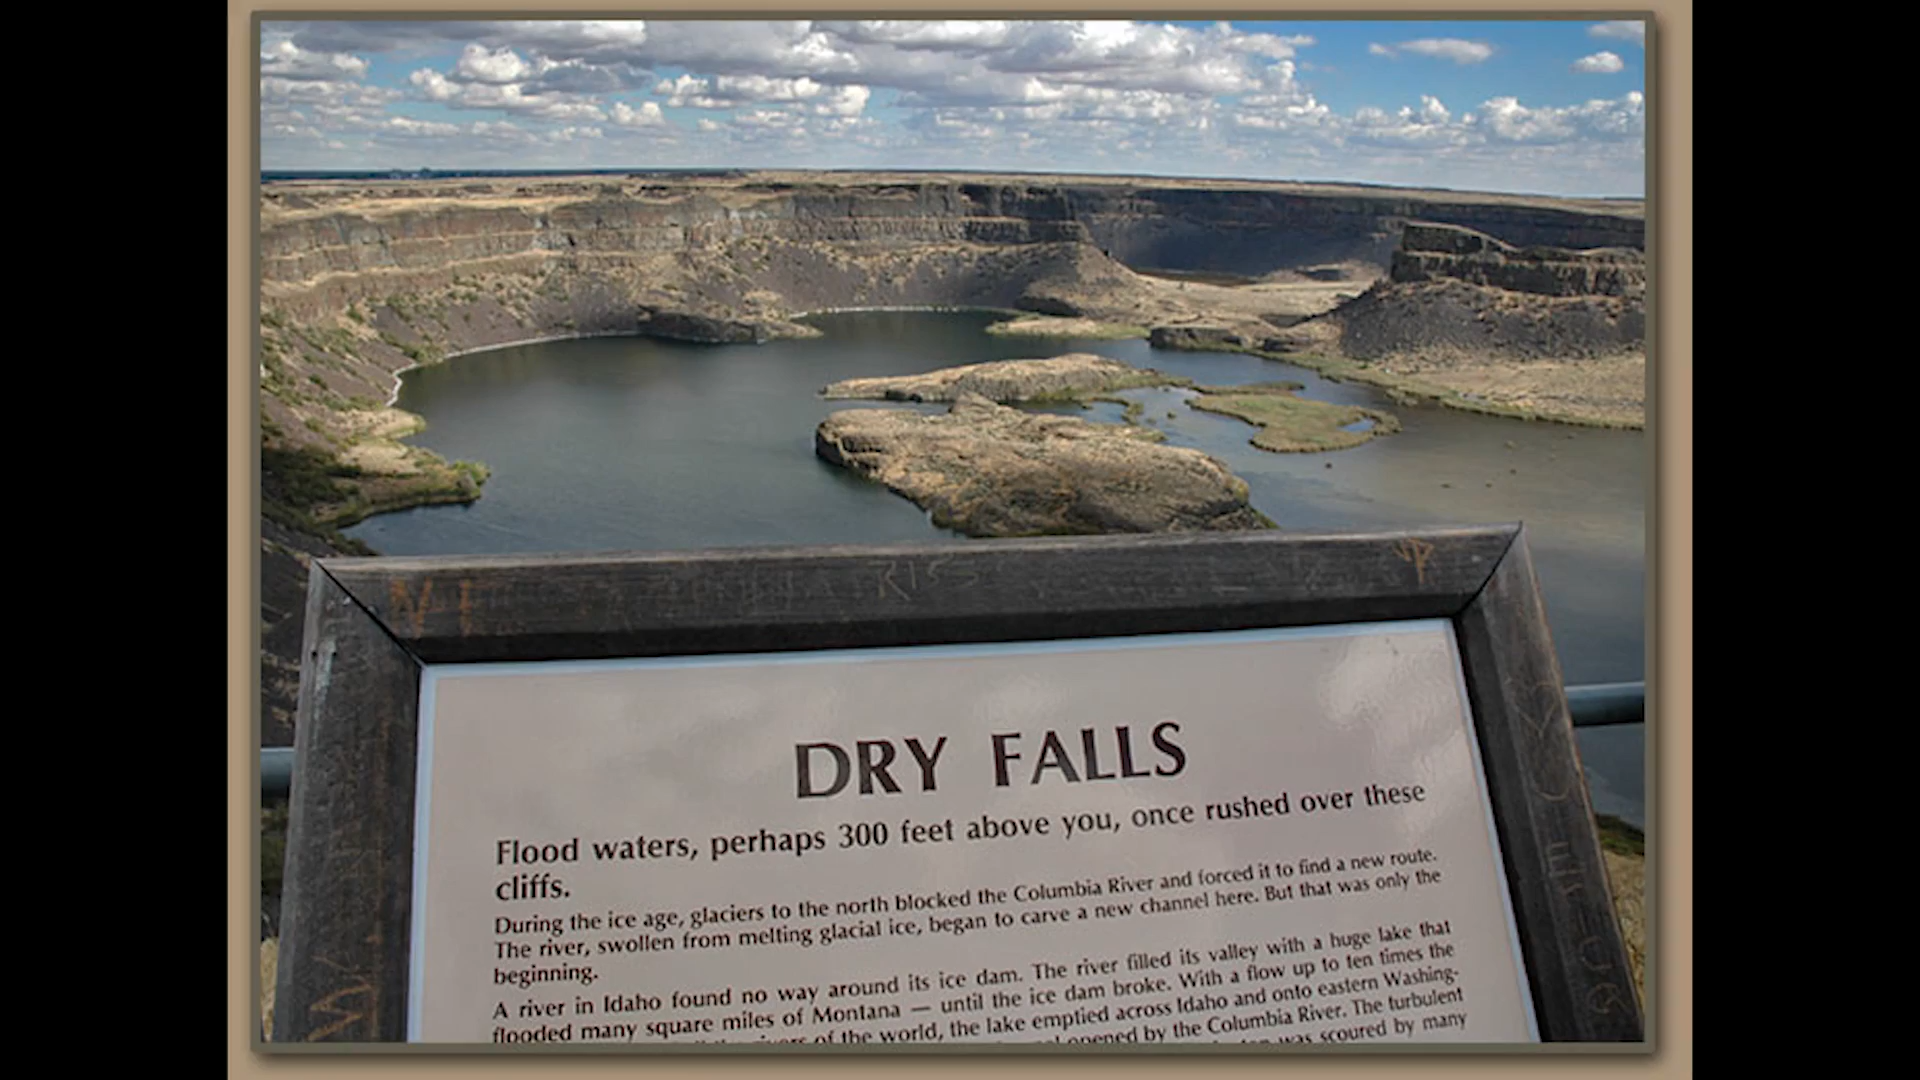 RISS
DRY FALLS
Flood waters, perhaps 300 feet above you, once rushed over these
cliffs.
During the ice age, glaciers to the north blocked the Columbia River and forced it to find a new route.
The river, swollen from melting glacial ice, began to carve a new channel here. But that was only the
beginning.
A river in Idaho found no way around its ice dam. The river filled its valley with a huge lake that
flooded many square miles of Montana — until the ice dam broke. With a flow up to ten times the
of the world, the lake emptied across Idaho and onto eastern Washing-
opened by the Columbia River. The turbulent
was scoured by many